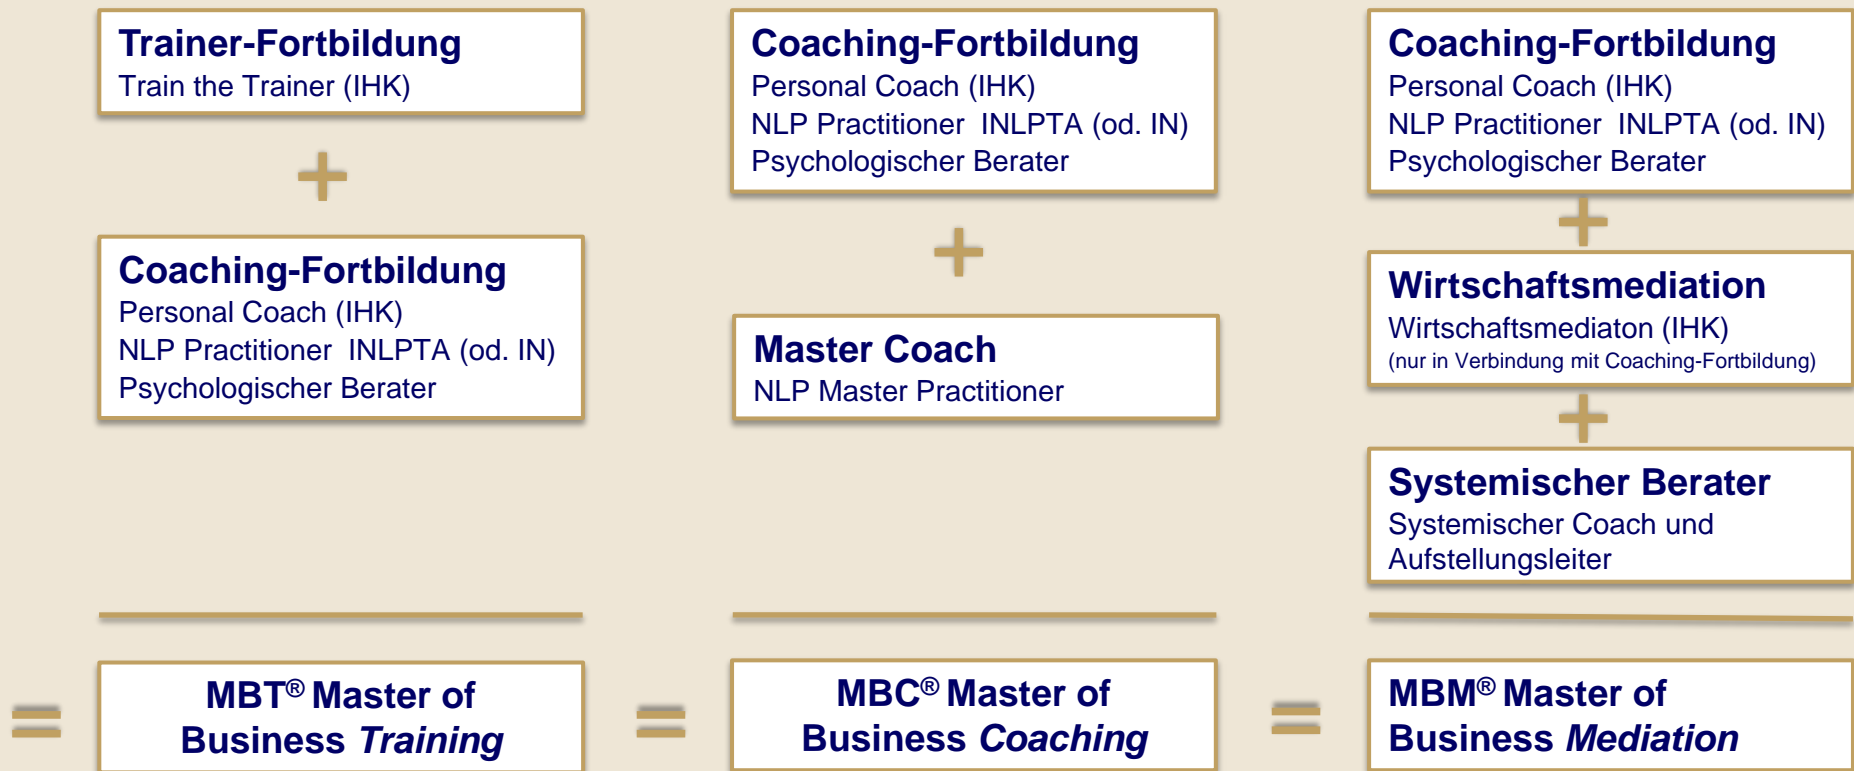 Trainer-Fortbildung
Train the Trainer (IHK)
+
Coaching-Fortbildung
Personal Coach (IHK)
NLP Practitioner INLPTA (od. IN)
Psychologischer Berater
= MBT® Master of
Business Training
Coaching-Fortbildung
Personal Coach (IHK)
NLP Practitioner INLPTA (od. IN)
Psychologischer Berater
+
Master Coach
NLP Master Practitioner
= MBC® Master of
Business Coaching
Coaching-Fortbildung
Personal Coach (IHK)
NLP Practitioner INLPTA (od. IN)
Psychologischer Berater
+
Wirtschaftsmediation
Wirtschaftsmediaton (IHK)
(nur in Verbindung mit Coaching-Fortbildung)
+
Systemischer Berater
Systemischer Coach und
Aufstellungsleiter
= MBM® Master of
Business Mediation